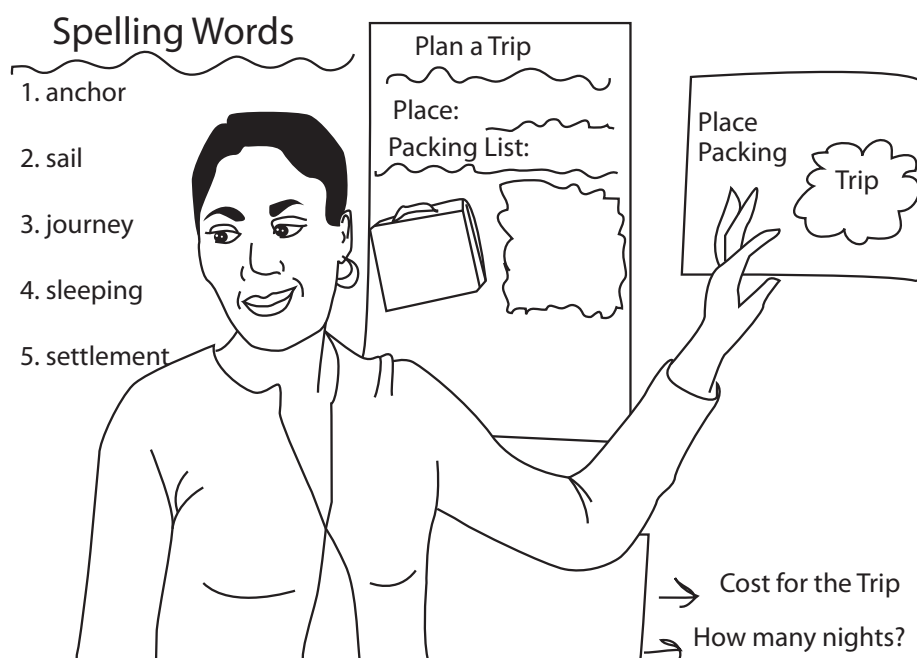 Spelling Words
1. anchor
2. sail
3. journey
4. sleeping
5. settlement
Plan a Trip
Place:
Packing List:
Place
Packing
Trip
Cost for the Trip
How many nights?